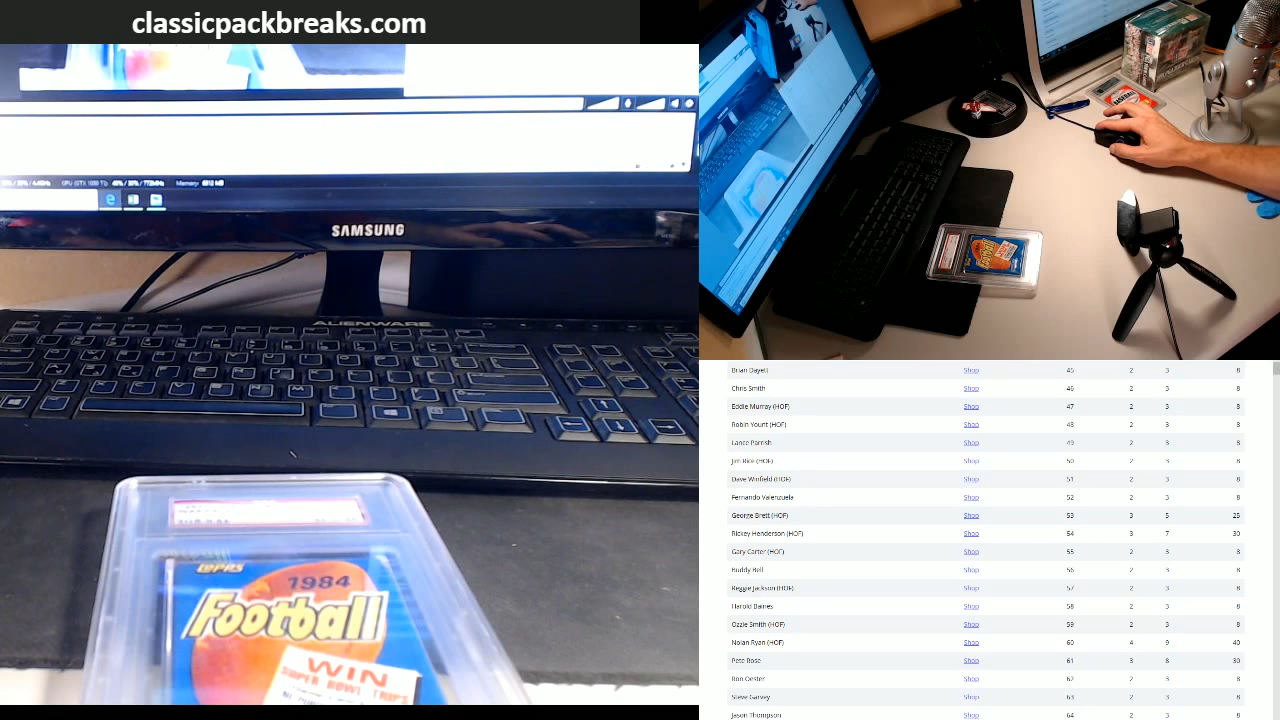 classicpackbreaks.com
SAMSUNG
ALIENWARE
TOPPS
1984
Football
WIN
SUPER BOWL TRIPS
Brian Dayett Shop 45 2 3 8
Chris Smith Shop 46 2 3 8
Eddie Murray (HOF) Shop 47 2 3 8
Robin Yount (HOF) Shop 48 2 3 8
Lance Parrish Shop 49 2 3 8
Jim Rice (HOF) Shop 50 2 3 8
Dave Winfield (HOF) Shop 51 2 3 8
Fernando Valenzuela Shop 52 2 3
George Brett (HOF) Shop 53 3 5 25
Rickey Henderson (HOF) Shop 54 3 7 30
Gary Carter (HOF) Shop 55 2 3 8
Buddy Bell Shop 56 2 3 8
Reggie Jackson (HOF) Shop 57 2 3 8
Harold Baines Shop 58 2 3 8
Ozzie Smith (HOF) Shop 59 2 3 8
Nolan Ryan (HOF) Shop 60 4 9 40
Pete Rose Shop 61 3 8 30
Ron Oester Shop 62 2 3 8
Steve Garvey Shop 63 2 3 8
Jason Thompson Shop 64 2 3 8